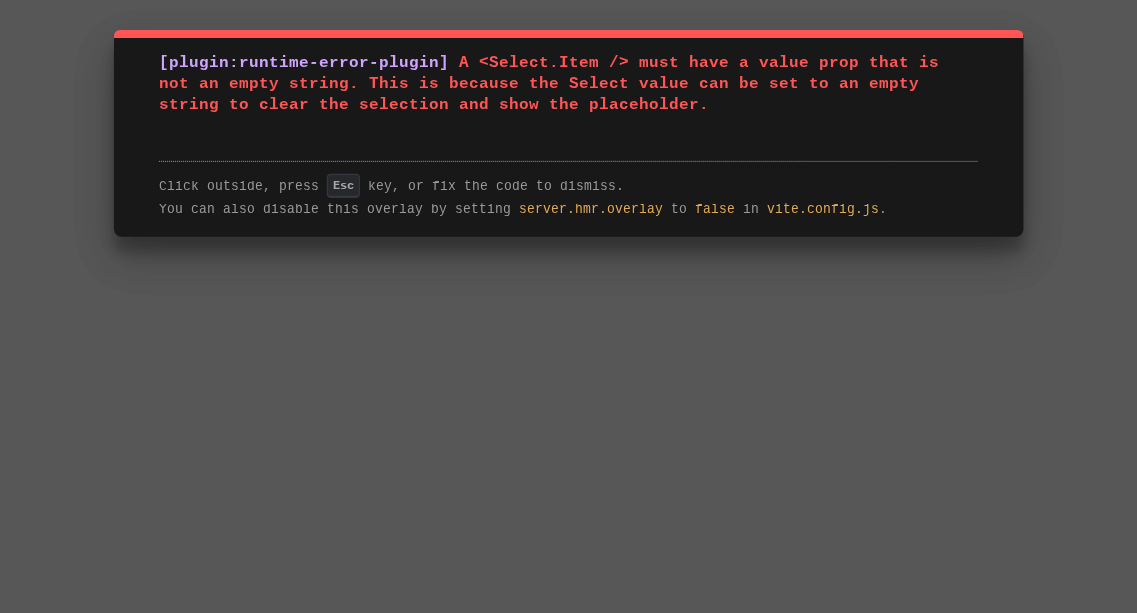 [plugin:runtime-error-plugin] A <Select.Item /> must have a value prop that is
not an empty string. This is because the Select value can be set to an empty
string to clear the selection and show the placeholder.
Click outside, press Esc key, or fix the code to dismiss.
You can also disable this overlay by setting server.hmr.overlay to false in vite.config.js.